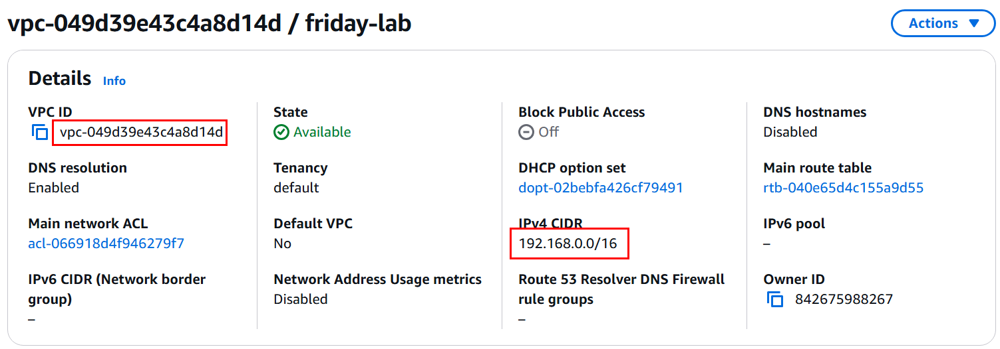 vpc-049d39e43c4a8d14d / friday-lab
Actions
Details Info
VPC ID
vpc-049d39e43c4a8d14d
State
Available
Block Public Access
Off
DNS hostnames
Disabled
DNS resolution
Enabled
Tenancy
default
DHCP option set
dopt-02bebfa426cf79491
Main route table
rtb-040e65d4c155a9d55
Main network ACL
acl-066918d4f946279f7
Default VPC
No
IPv4 CIDR
192.168.0.0/16
IPv6 pool
–
IPv6 CIDR (Network border
group)
–
Network Address Usage metrics
Disabled
Route 53 Resolver DNS Firewall
rule groups
–
Owner ID
842675988267